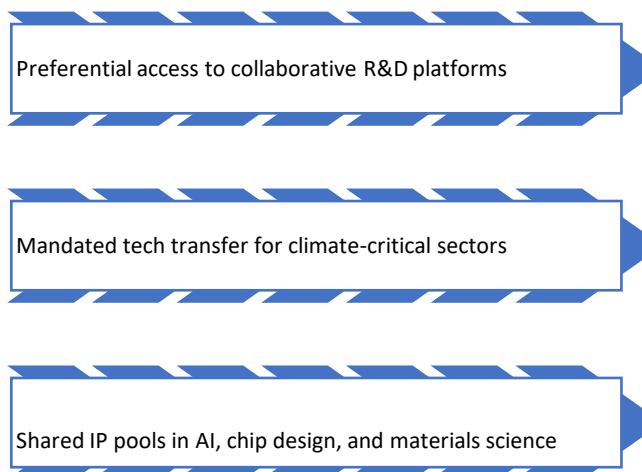 Preferential access to collaborative R&D platforms
Mandated tech transfer for climate-critical sectors
Shared IP pools in AI, chip design, and materials science